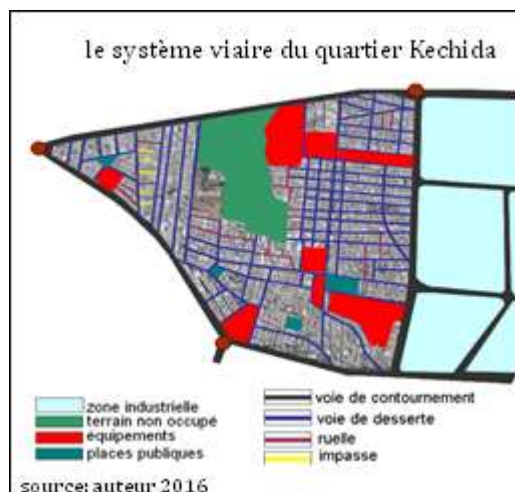 le système viaire du quartier Kechida
zone industrielle
terrain non occupé
équipements
places publiques
voie de contournement
voie de desserte
ruelle
impasse
source: auteur 2016